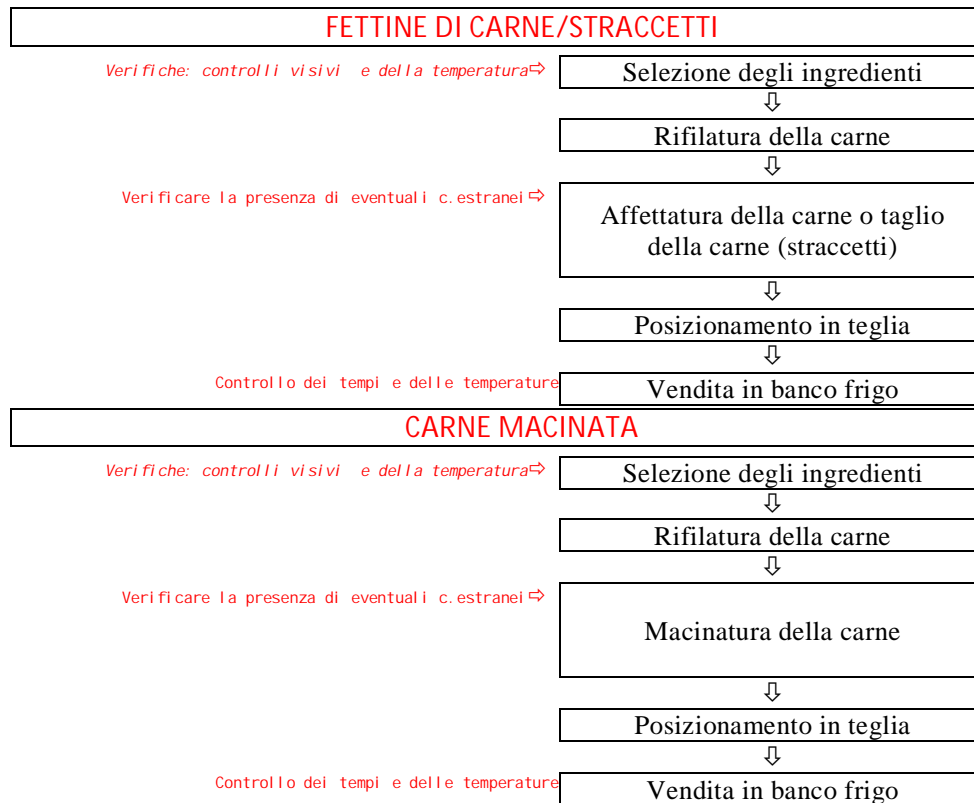 FETTINE DI CARNE/STRACCETTI
Verifiche: controlli visivi e della temperatura⇨
Selezione degli ingredienti
⇩
Rifilatura della carne
⇩
Verificare la presenza di eventuali c.estranei⇨
Affettatura della carne o taglio
della carne (straccetti)
⇩
Posizionamento in teglia
⇩
Controllo dei tempi e delle temperature
Vendita in banco frigo
CARNE MACINATA
Verifiche: controlli visivi e della temperatura⇨
Selezione degli ingredienti
⇩
Rifilatura della carne
⇩
Verificare la presenza di eventuali c.estranei⇨
Macinatura della carne
⇩
Posizionamento in teglia
⇩
Controllo dei tempi e delle temperature
Vendita in banco frigo